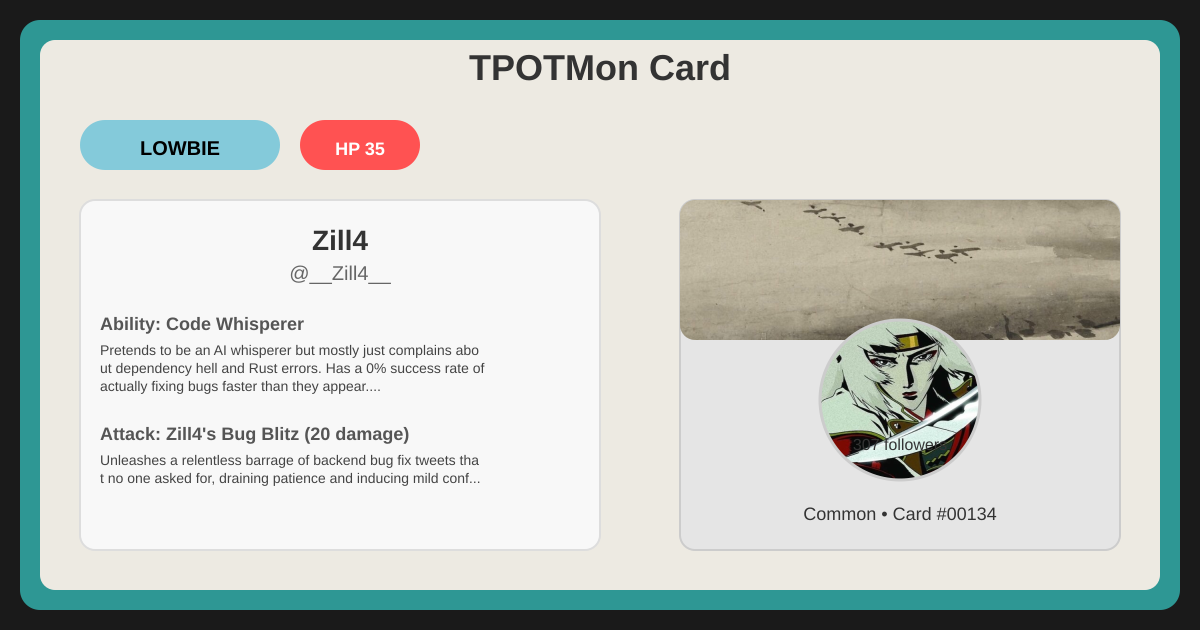 TPOTMon Card
LOWBIE
HP 35
Zill4
@__Zill4__
Ability: Code Whisperer
Pretends to be an AI whisperer but mostly just complains abo
ut dependency hell and Rust errors. Has a 0% success rate of
actually fixing bugs faster than they appear....
Attack: Zill4's Bug Blitz (20 damage)
Unleashes a relentless barrage of backend bug fix tweets tha
t no one asked for, draining patience and inducing mild conf...
307 followers
Common • Card #00134